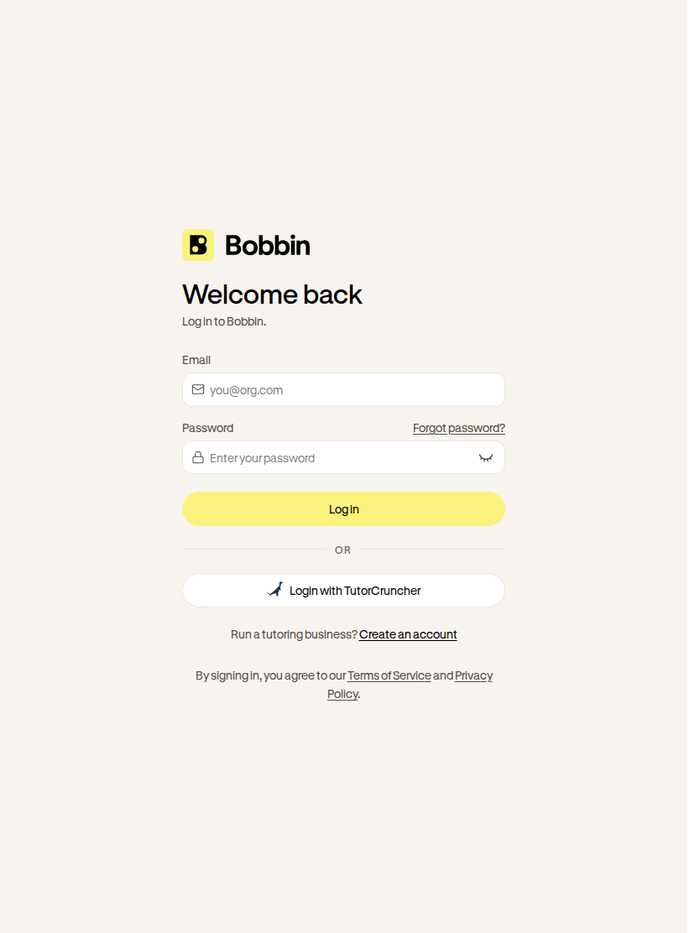 Bobbin
Welcome back
Log in to Bobbin.
Email
you@org.com
Password Forgot password?
Enter your password
Log in
OR
Login with TutorCruncher
Run a tutoring business? Create an account
By signing in, you agree to our Terms of Service and Privacy
Policy.